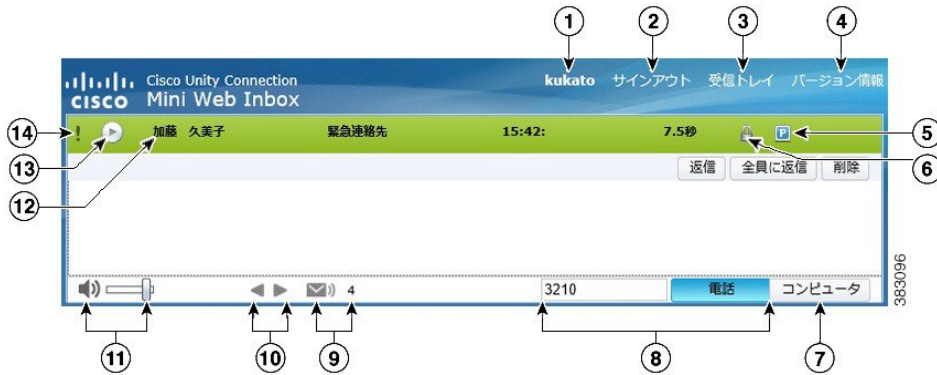 1 2 3 4
CISCO
Cisco Unity Connection
Mini Web Inbox
kukato サインアウト 受信トレイ バージョン情報
14 ! 加藤 久美子 緊急連絡先 15:42: 7.5秒 P 5
13 6
返信 全員に返信 削除
12
3210 電話 コンピュータ
4
383096
11 10 9 8 7